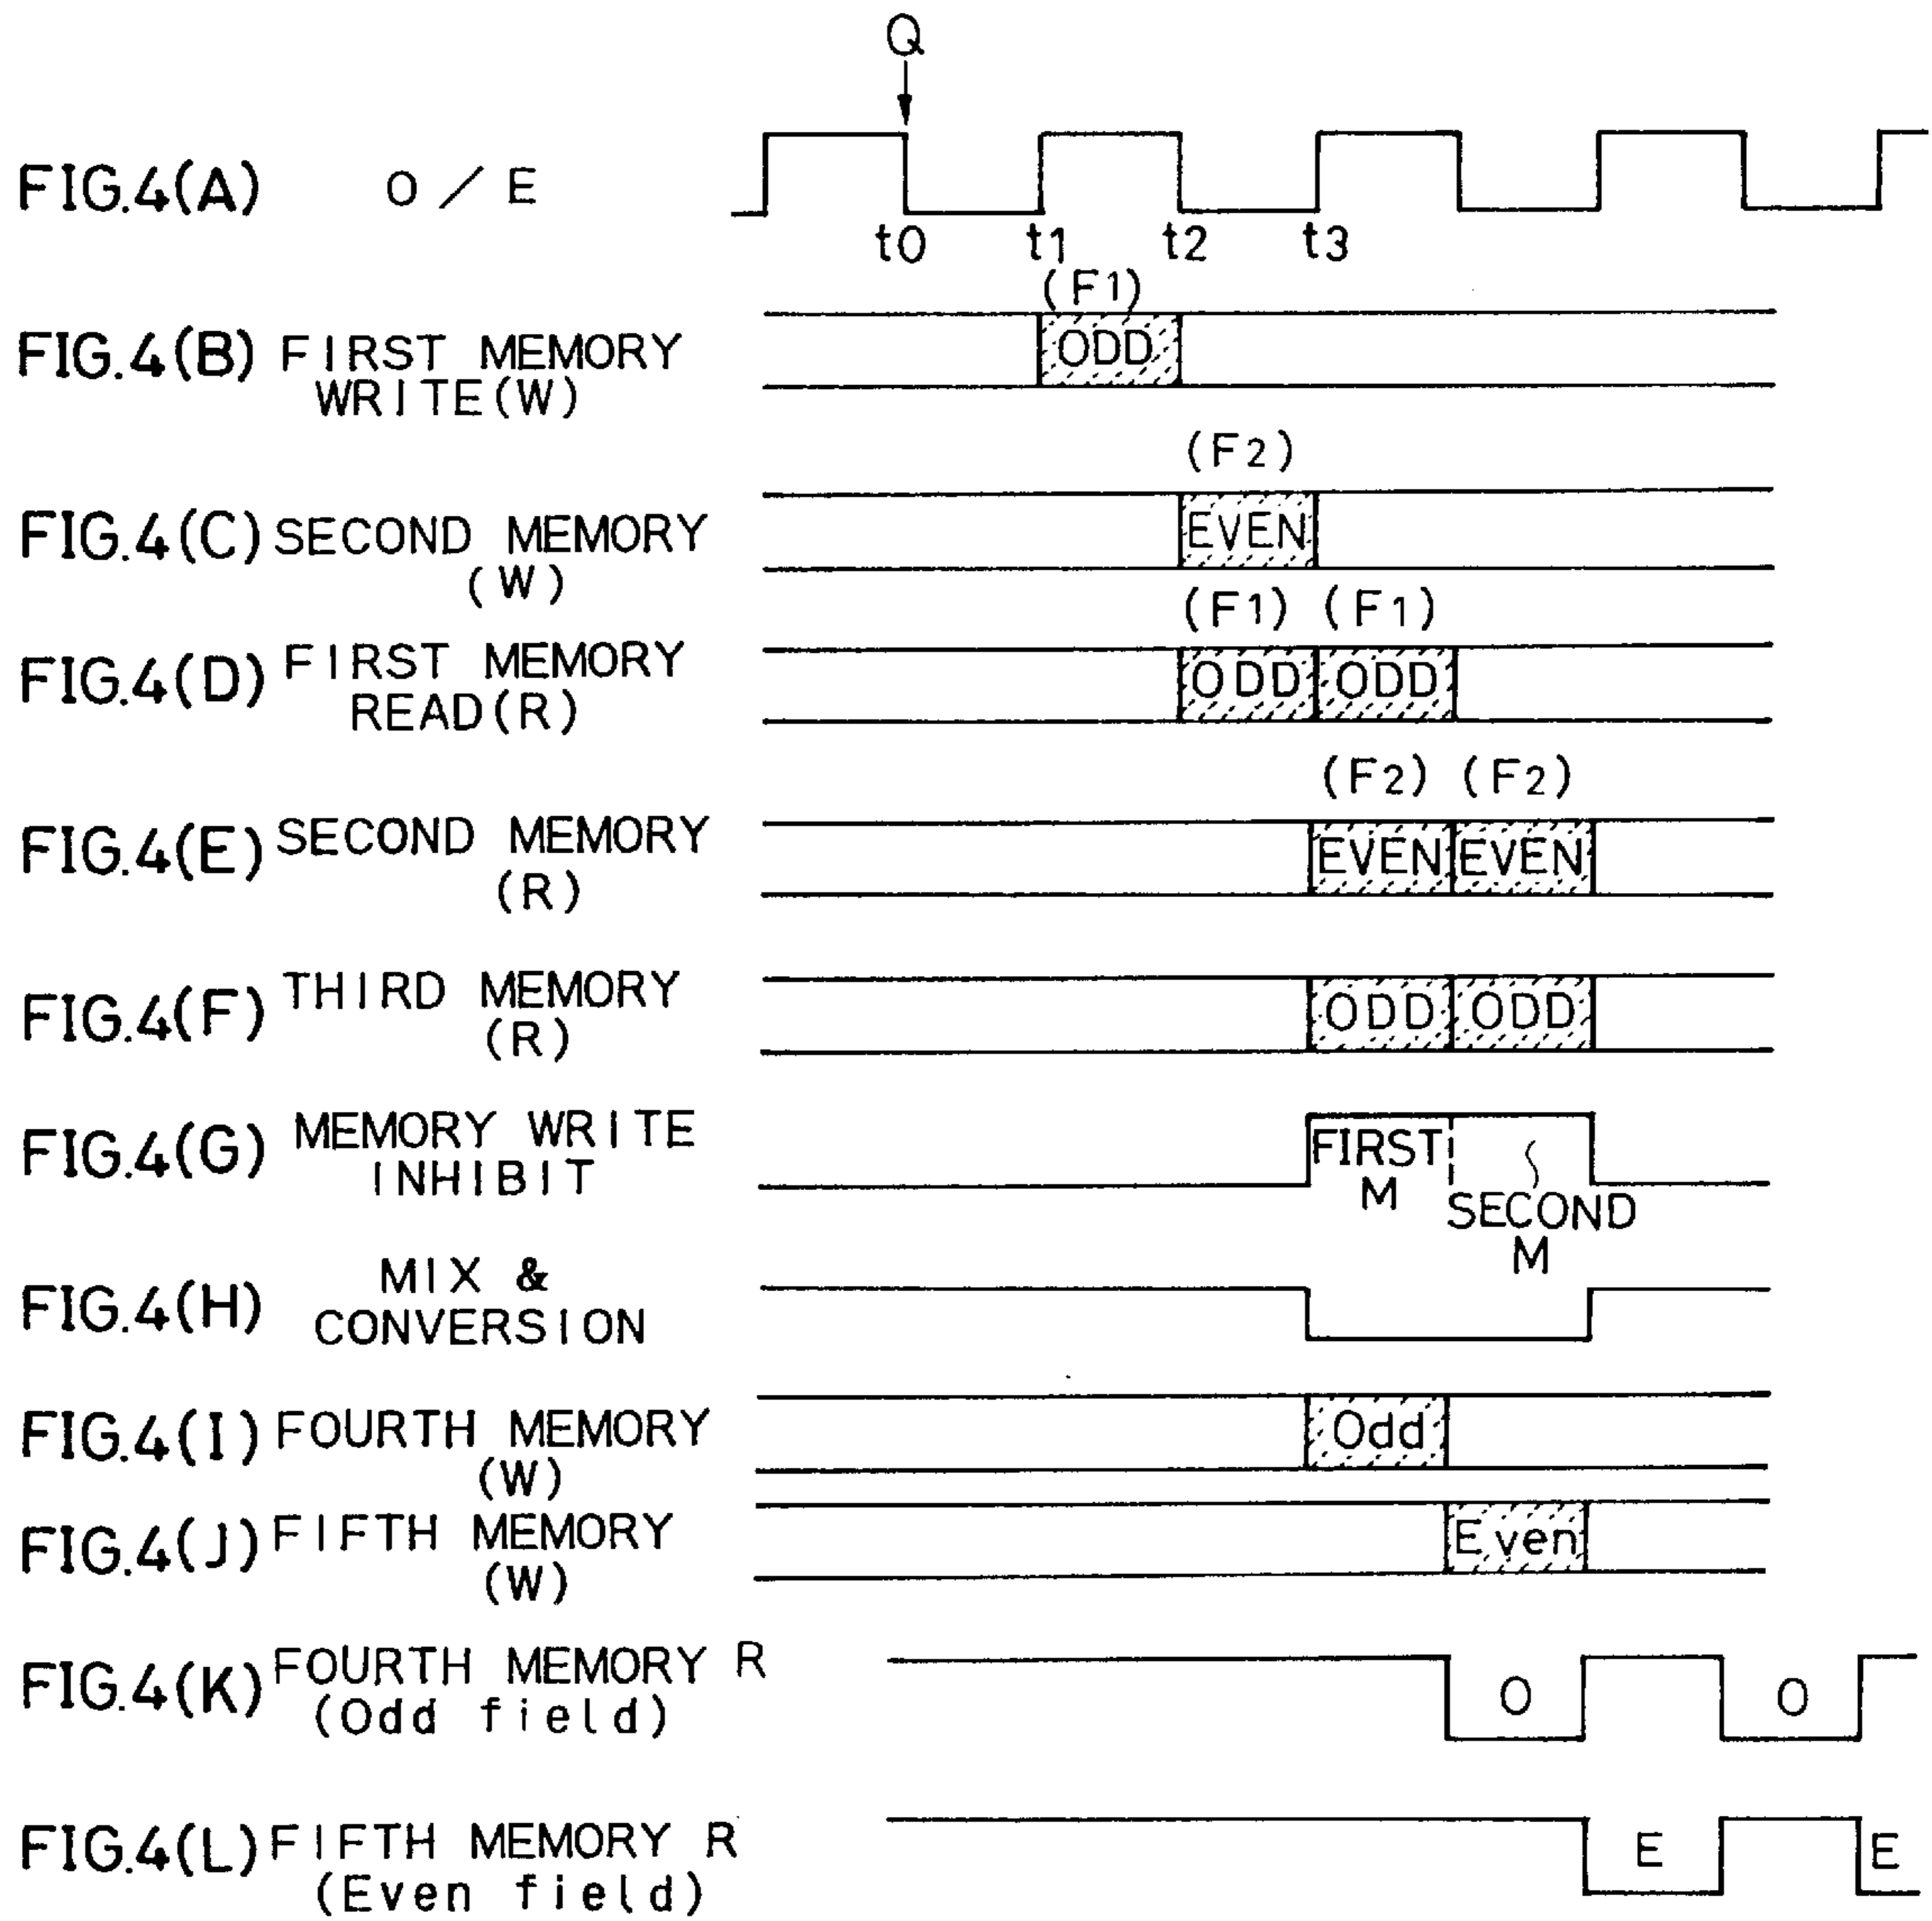 Q
FIG.4(A) O / E
t0 t1 t2 t3
(F1)
FIG.4(B) FIRST MEMORY
WRITE(W)
ODD
(F2)
FIG.4(C) SECOND MEMORY
(W)
EVEN
(F1) (F1)
FIG.4(D) FIRST MEMORY
READ(R)
ODD ODD
(F2) (F2)
FIG.4(E) SECOND MEMORY
(R)
EVEN EVEN
FIG.4(F) THIRD MEMORY
(R)
ODD ODD
FIG.4(G) MEMORY WRITE
INHIBIT
FIRST
M
SECOND
M
FIG.4(H) MIX &
CONVERSION
FIG.4(I) FOURTH MEMORY
(W)
Odd
FIG.4(J) FIFTH MEMORY
(W)
Even
FIG.4(K) FOURTH MEMORY R
(Odd field)
O O
FIG.4(L) FIFTH MEMORY R
(Even field)
E E